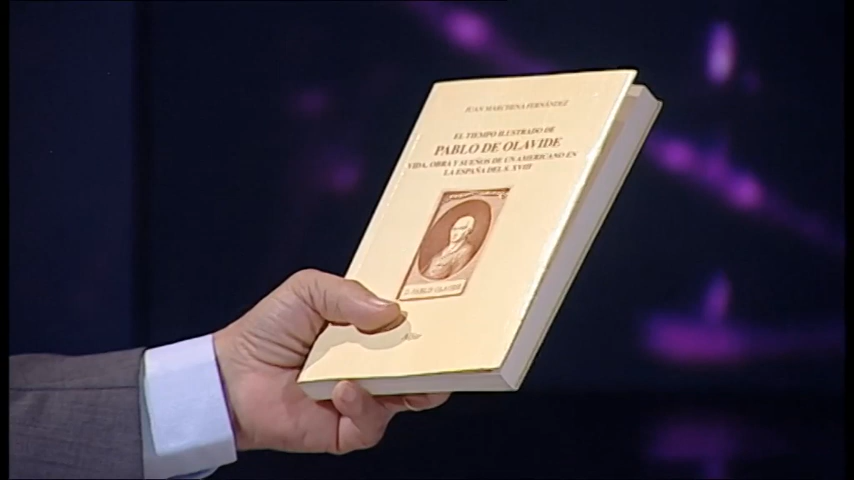 JUAN MARCHENA FERNÁNDEZ
EL TIEMPO ILUSTRADO DE
PABLO DE OLAVIDE
VIDA, OBRA Y SUEÑOS DE UN AMERICANO EN
LA ESPAÑA DEL S. XVIII
D. PABLO OLAVIDE